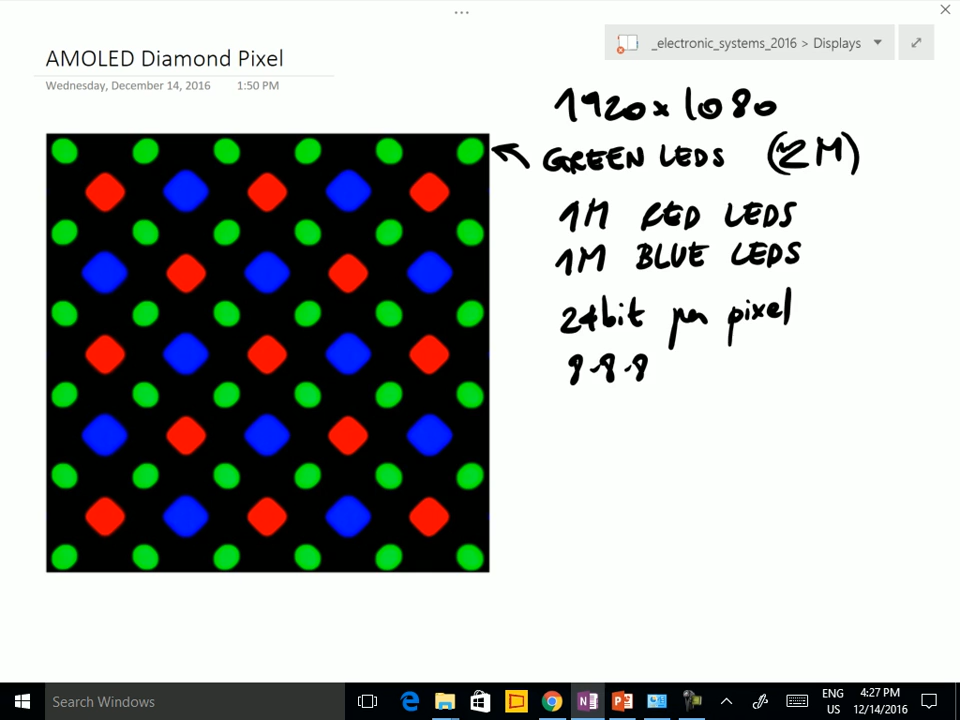 _electronic_systems_2016 > Displays
AMOLED Diamond Pixel
Wednesday, December 14, 2016 1:50 PM
1920x1080
GREEN LEDS (~2M)
1M RED LEDS
1M BLUE LEDS
24bit per pixel
8.8.8
Search Windows
ENG
US
4:27 PM
12/14/2016